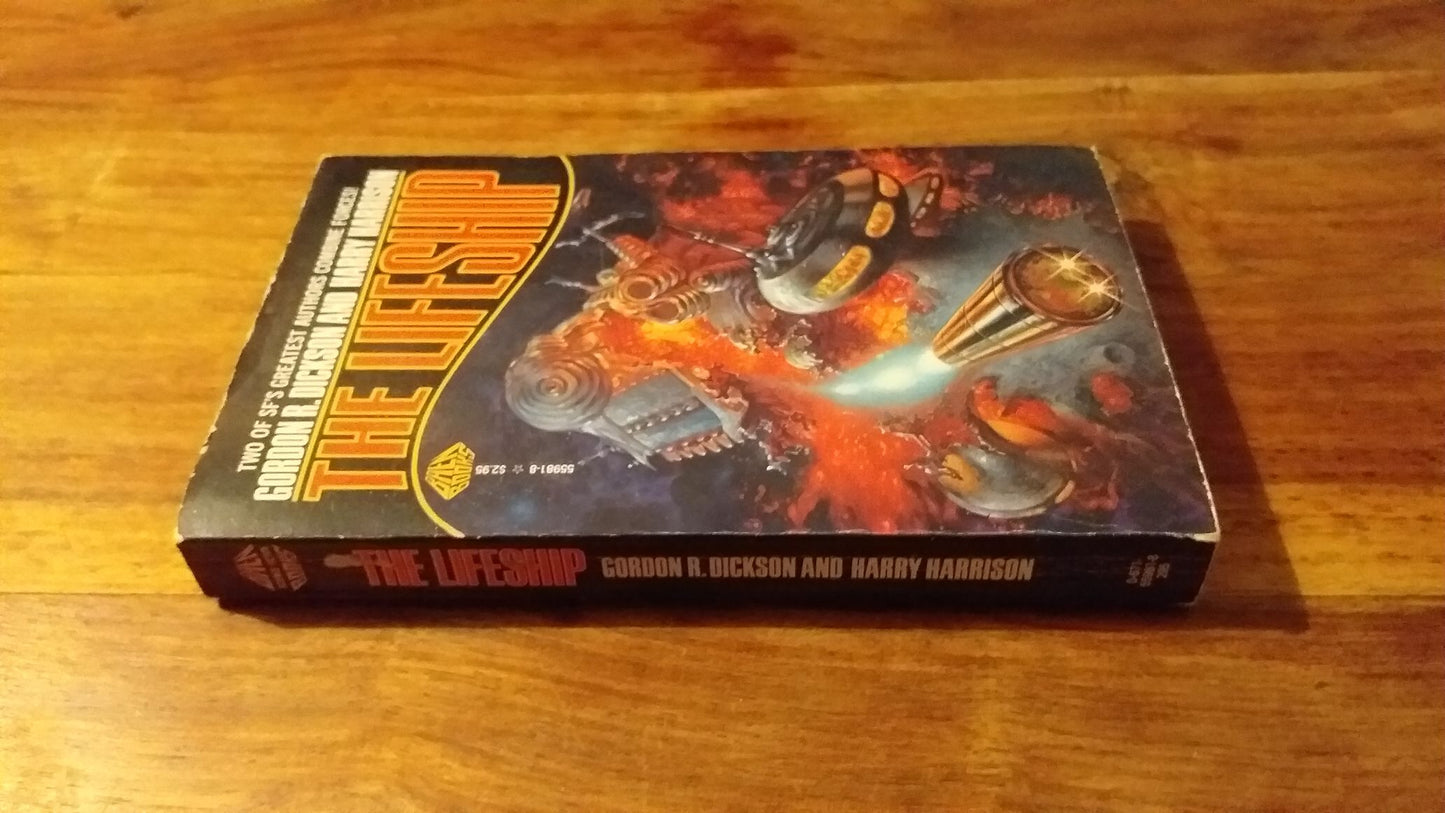 TWO OF SF'S GREATEST AUTHORS COMBINE FORCES!
GORDON R. DICKSON AND HARRY HARRISON
THE LIFESHIP
55981-8 ☆ $2.95
THE LIFESHIP
GORDON R. DICKSON AND HARRY HARRISON